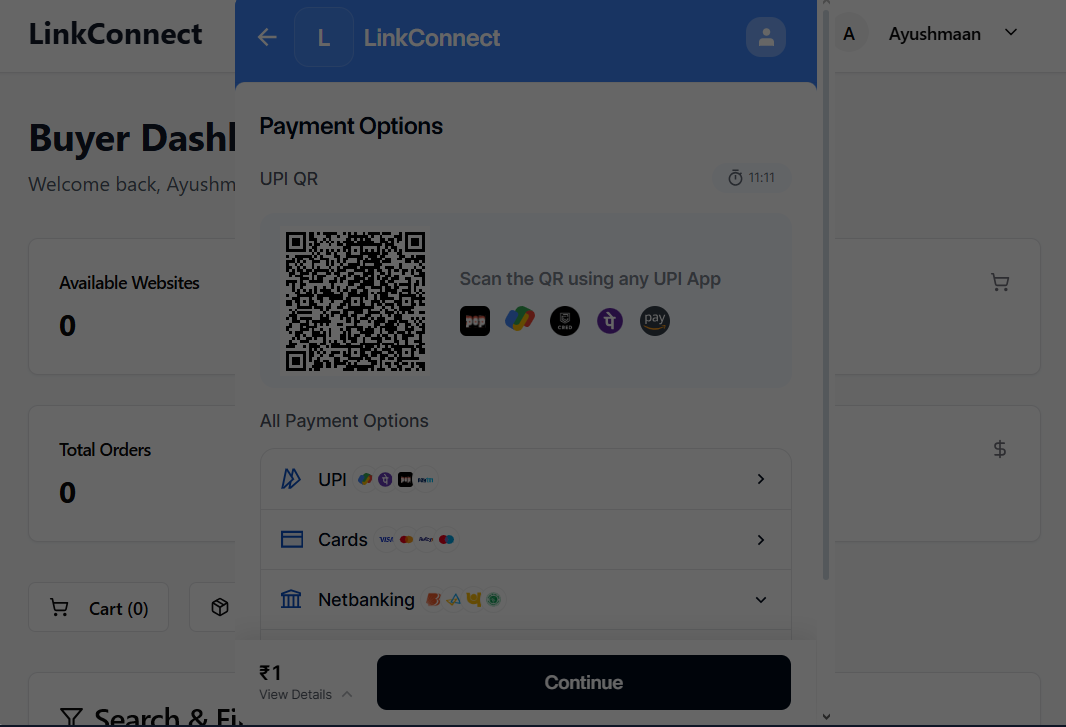 LinkConnect
L
LinkConnect
A
Ayushmaan
Buyer Dashl
Welcome back, Ayushm
Payment Options
UPI QR
11:11
Available Websites
0
Scan the QR using any UPI App
pop
CRED
pay
All Payment Options
Total Orders
0
UPI
Cards
VISA
Netbanking
Cart (0)
₹1
View Details
Continue
Search & Fi